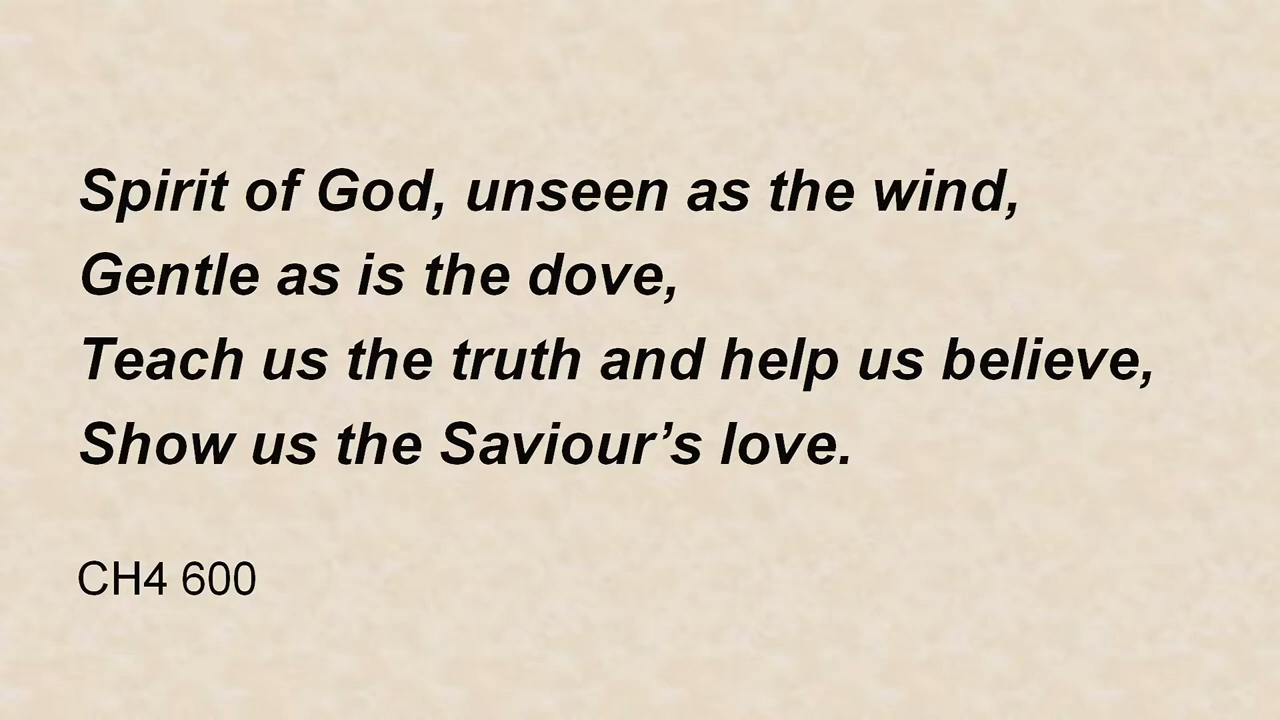 Spirit of God, unseen as the wind,
Gentle as is the dove,
Teach us the truth and help us believe,
Show us the Saviour’s love.
CH4 600